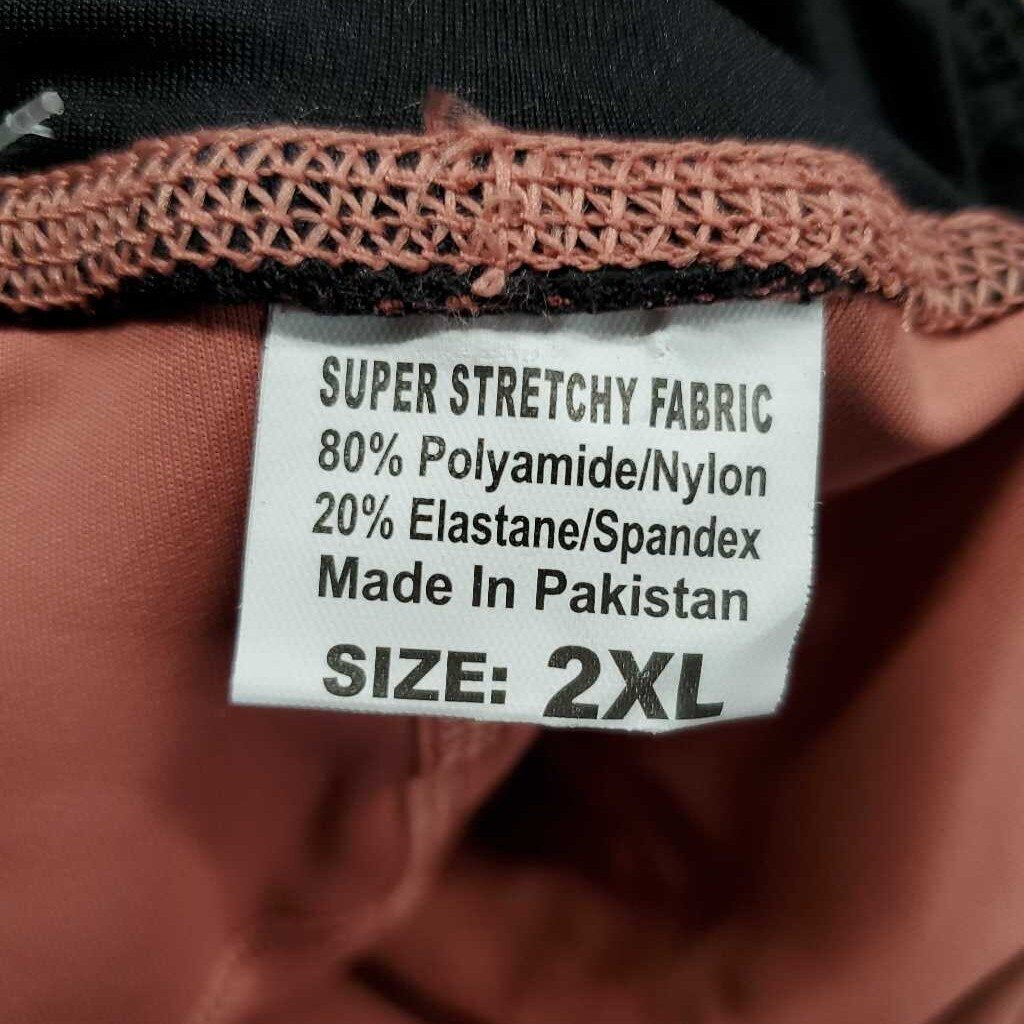 SUPER STRETCHY FABRIC
80% Polyamide/Nylon
20% Elastane/Spandex
Made In Pakistan
SIZE: 2XL